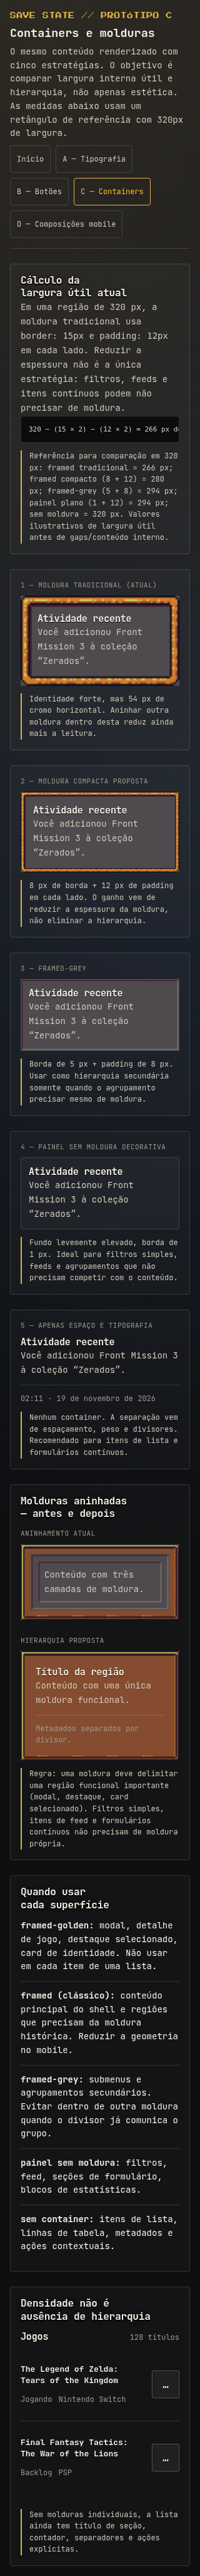 SAVE STATE // PROTÓTIPO C
Containers e molduras
O mesmo conteúdo renderizado com
cinco estratégias. O objetivo é
comparar largura interna útil e
hierarquia, não apenas estética.
As medidas abaixo usam um
retângulo de referência com 320px
de largura.
Início
A — Tipografia
B — Botões
C — Containers
D — Composições mobile
Cálculo da
largura útil atual
Em uma região de 320 px, a
moldura tradicional usa
border: 15px e padding: 12px
em cada lado. Reduzir a
espessura não é a única
estratégia: filtros, feeds e
itens contínuos podem não
precisar de moldura.
320 − (15 × 2) − (12 × 2) = 266 px de
Referência para comparação em 320
px: framed tradicional = 266 px;
framed compacto (8 + 12) = 280
px; framed-grey (5 + 8) = 294 px;
painel plano (1 + 12) = 294 px;
sem moldura = 320 px. Valores
ilustrativos de largura útil
antes de gaps/conteúdo interno.
1 — MOLDURA TRADICIONAL (ATUAL)
Atividade recente
Você adicionou Front
Mission 3 à coleção
“Zerados”.
Identidade forte, mas 54 px de
cromo horizontal. Aninhar outra
moldura dentro desta reduz ainda
mais a leitura.
2 — MOLDURA COMPACTA PROPOSTA
Atividade recente
Você adicionou Front
Mission 3 à coleção
“Zerados”.
8 px de borda + 12 px de padding
em cada lado. O ganho vem de
reduzir a espessura da moldura,
não eliminar a hierarquia.
3 — FRAMED-GREY
Atividade recente
Você adicionou Front
Mission 3 à coleção
“Zerados”.
Borda de 5 px + padding de 8 px.
Usar como hierarquia secundária
somente quando o agrupamento
precisar mesmo de moldura.
4 — PAINEL SEM MOLDURA DECORATIVA
Atividade recente
Você adicionou Front
Mission 3 à coleção
“Zerados”.
Fundo levemente elevado, borda de
1 px. Ideal para filtros simples,
feeds e agrupamentos que não
precisam competir com o conteúdo.
5 — APENAS ESPAÇO E TIPOGRAFIA
Atividade recente
Você adicionou Front Mission 3
à coleção “Zerados”.
02:11 · 19 de novembro de 2026
Nenhum container. A separação vem
de espaçamento, peso e divisores.
Recomendado para itens de lista e
formulários contínuos.
Molduras aninhadas
— antes e depois
ANINHAMENTO ATUAL
Conteúdo com três
camadas de moldura.
HIERARQUIA PROPOSTA
Título da região
Conteúdo com uma única
moldura funcional.
Metadados separados por
divisor.
Regra: uma moldura deve delimitar
uma região funcional importante
(modal, destaque, card
selecionado). Filtros simples,
itens de feed e formulários
contínuos não precisam de moldura
própria.
Quando usar
cada superfície
framed-golden: modal, detalhe
de jogo, destaque selecionado,
card de identidade. Não usar
em cada item de uma lista.
framed (clássico): conteúdo
principal do shell e regiões
que precisam da moldura
histórica. Reduzir a geometria
no mobile.
framed-grey: submenus e
agrupamentos secundários.
Evitar dentro de outra moldura
quando o divisor já comunica o
grupo.
painel sem moldura: filtros,
feed, seções de formulário,
blocos de estatísticas.
sem container: itens de lista,
linhas de tabela, metadados e
ações contextuais.
Densidade não é
ausência de hierarquia
Jogos
128 títulos
The Legend of Zelda:
Tears of the Kingdom
Jogando Nintendo Switch
…
Final Fantasy Tactics:
The War of the Lions
Backlog PSP
…
Sem molduras individuais, a lista
ainda tem título de seção,
contador, separadores e ações
explícitas.